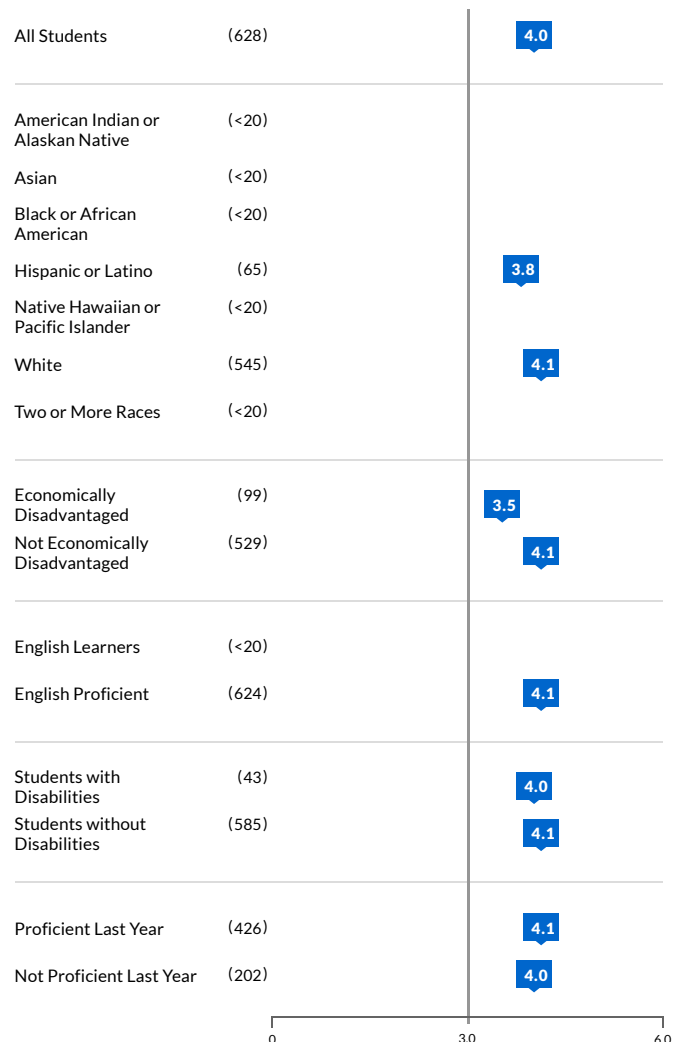 All Students (628) 4.0
American Indian or (<20)
Alaskan Native
Asian (<20)
Black or African (<20)
American
Hispanic or Latino (65) 3.8
Native Hawaiian or (<20)
Pacific Islander
White (545) 4.1
Two or More Races (<20)
Economically (99) 3.5
Disadvantaged
Not Economically (529) 4.1
Disadvantaged
English Learners (<20)
English Proficient (624) 4.1
Students with (43) 4.0
Disabilities
Students without (585) 4.1
Disabilities
Proficient Last Year (426) 4.1
Not Proficient Last Year (202) 4.0
0 3.0 6.0